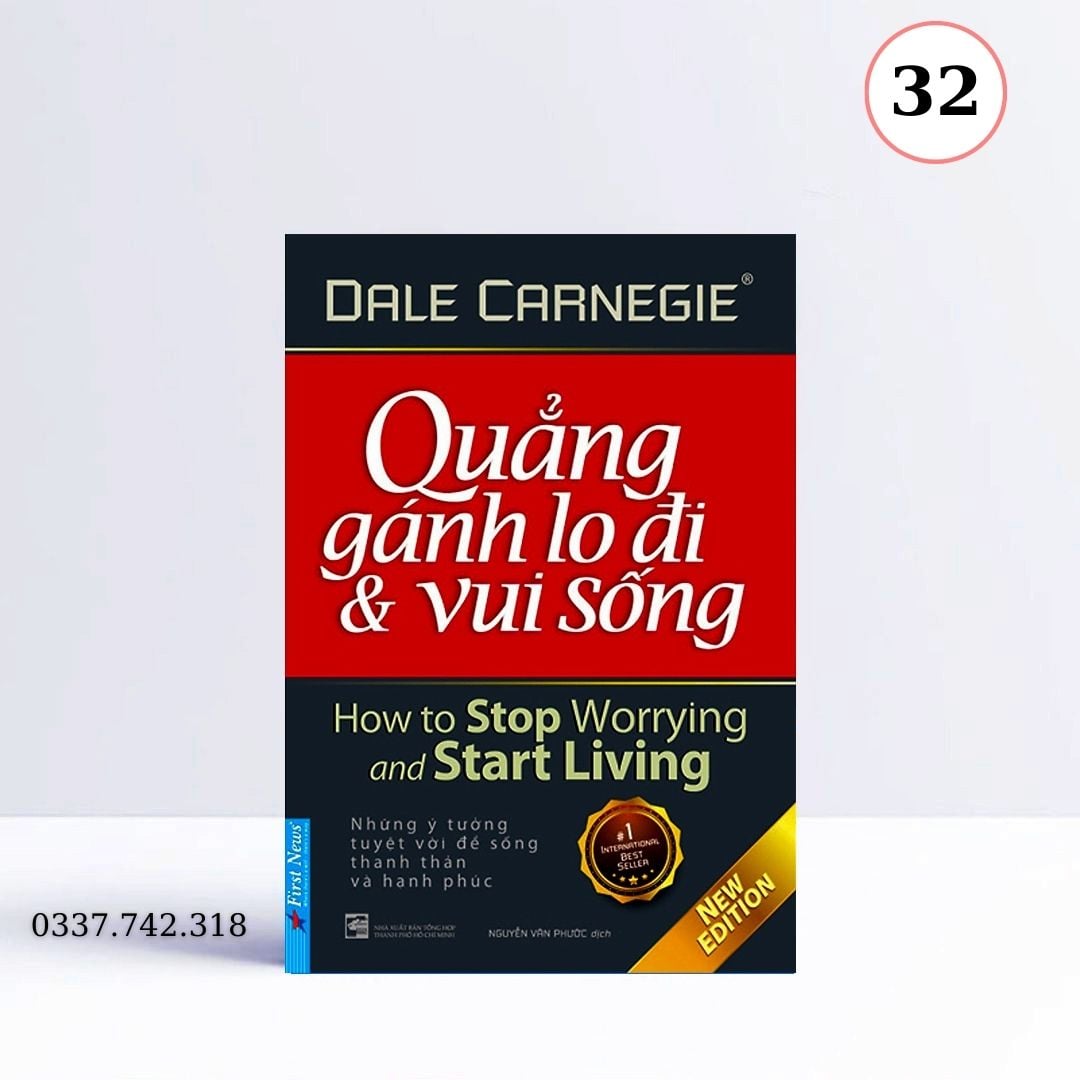 32
DALE CARNEGIE®
Quẳng
gánh lo đi
& vui sống
How to Stop Worrying
and Start Living
Những ý tưởng
tuyệt vời để sống
thanh thản
và hạnh phúc
#1
INTERNATIONAL
BEST
SELLER
NEW
EDITION
First News
NHÀ XUẤT BẢN TỔNG HỢP
THÀNH PHỐ HỒ CHÍ MINH
NGUYỄN VĂN PHƯỚC dịch
0337.742.318